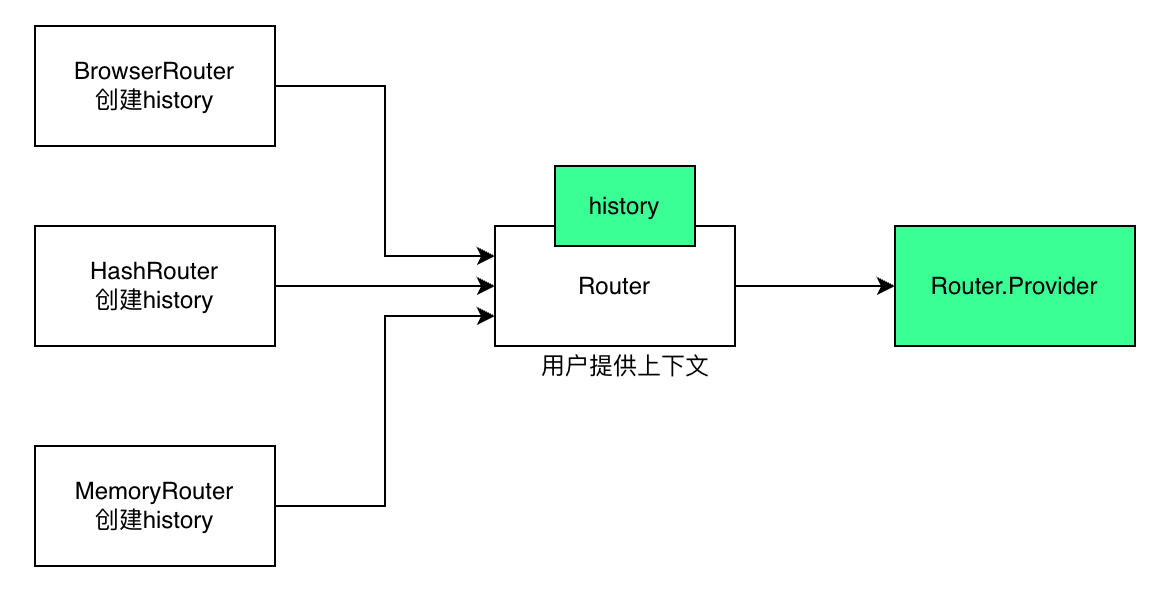 BrowserRouter
创建history
HashRouter
创建history
MemoryRouter
创建history
history
Router
用户提供上下文
Router.Provider